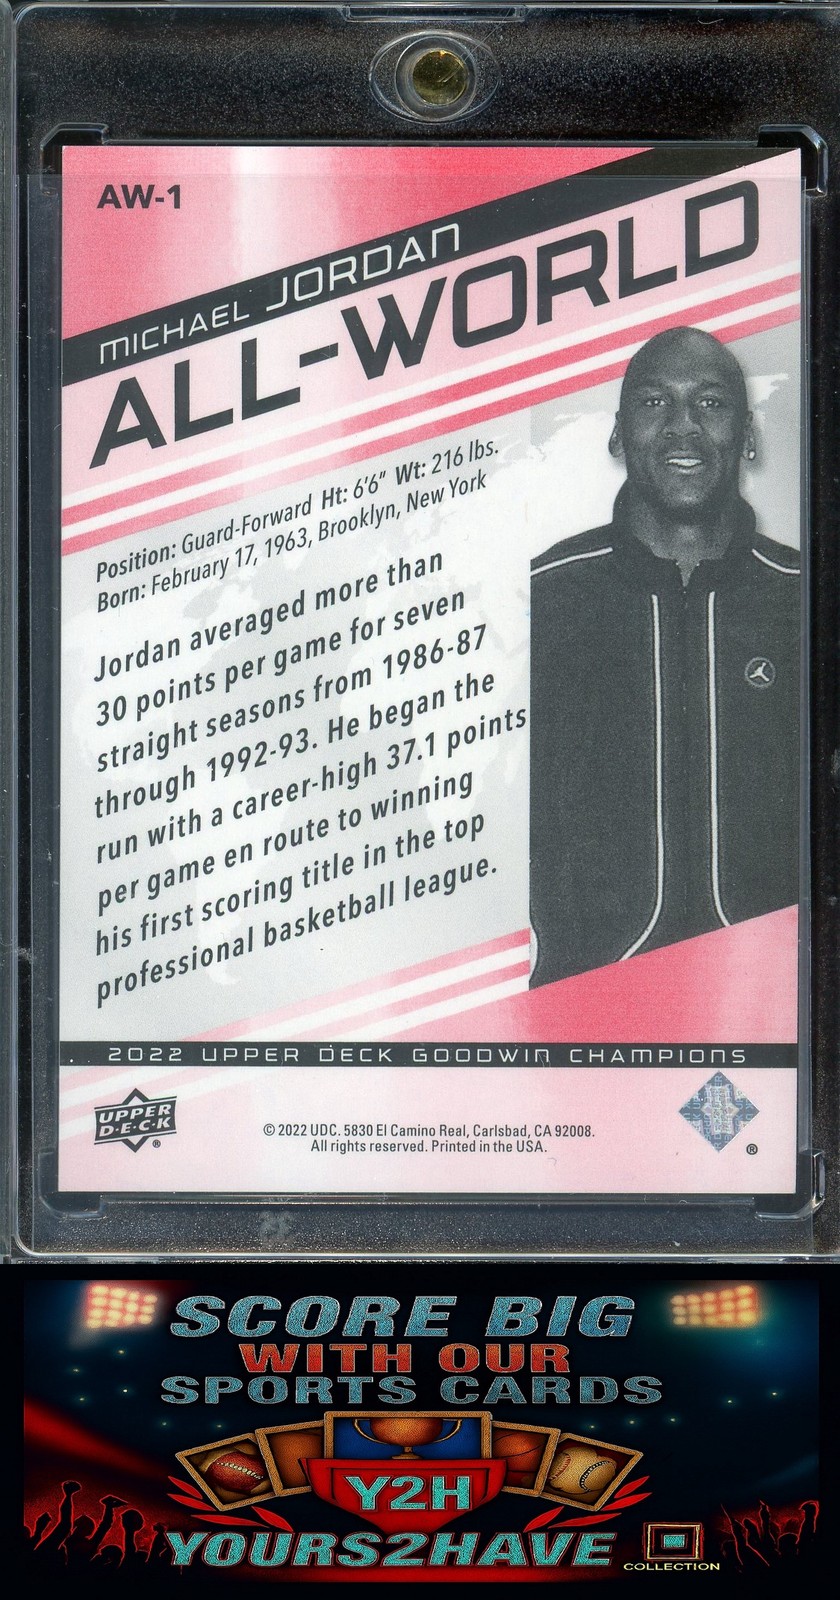 AW-1
MICHAEL JORDAN
ALL-WORLD
Position: Guard-Forward Ht: 6'6" Wt: 216 lbs.
Born: February 17, 1963, Brooklyn, New York
Jordan averaged more than
30 points per game for seven
straight seasons from 1986-87
through 1992-93. He began the
run with a career-high 37.1 points
per game en route to winning
his first scoring title in the top
professional basketball league.
2022 UPPER DECK GOODWIN CHAMPIONS
UPPER
D·E·C·K
®
© 2022 UDC. 5830 El Camino Real, Carlsbad, CA 92008.
All rights reserved. Printed in the USA.
®
SCORE BIG
WITH OUR
SPORTS CARDS
Y2H
YOURS2HAVE
COLLECTION